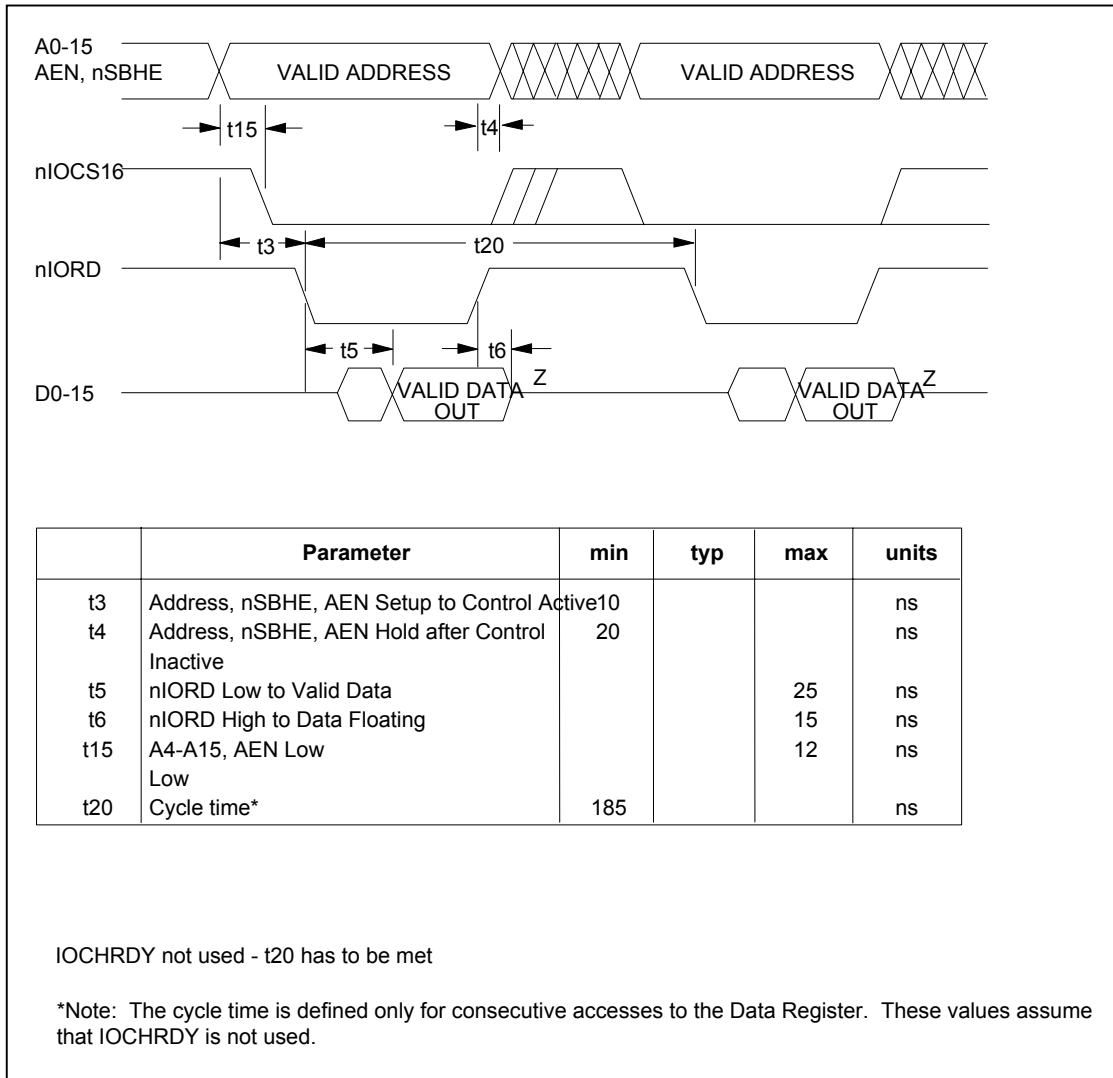 A0-15
AEN, nSBHE
VALID ADDRESS
VALID ADDRESS
t15
t4
nIOCS16
t3
t20
nIORD
t5
t6
D0-15
VALID DATA OUT
Z
VALID DATA OUT
Z
Parameter min typ max units
t3 Address, nSBHE, AEN Setup to Control Active 10 ns
t4 Address, nSBHE, AEN Hold after Control 20 ns
Inactive
t5 nIORD Low to Valid Data 25 ns
t6 nIORD High to Data Floating 15 ns
t15 A4-A15, AEN Low 12 ns
Low
t20 Cycle time* 185 ns
IOCHRDY not used - t20 has to be met
*Note: The cycle time is defined only for consecutive accesses to the Data Register. These values assume
that IOCHRDY is not used.